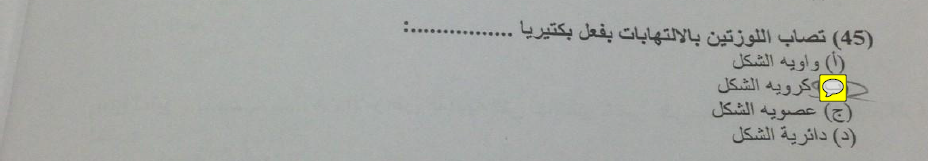 (45) تصاب اللوزتين بالالتهابات بفعل بكتيريا .................:
(أ) واويه الشكل
كرويه الشكل
(ج) عصويه الشكل
(د) دائرية الشكل